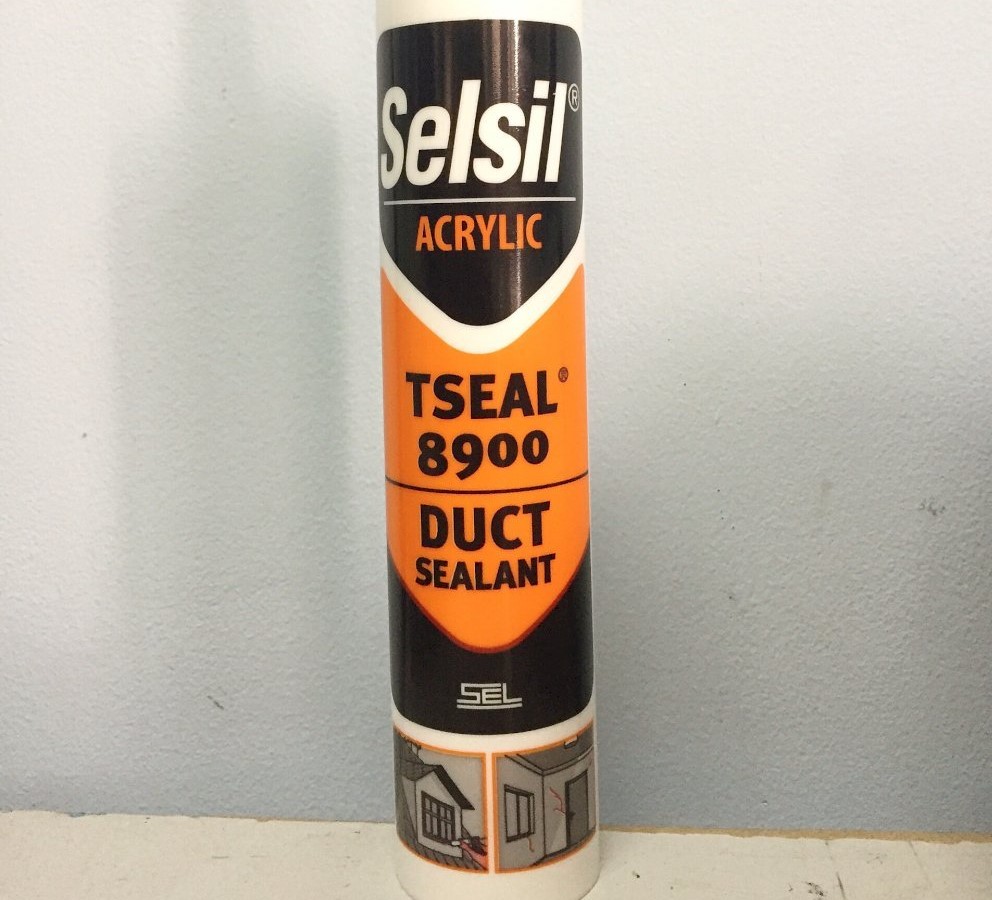 Selsil®
ACRYLIC
TSEAL®
8900
DUCT
SEALANT
SEL